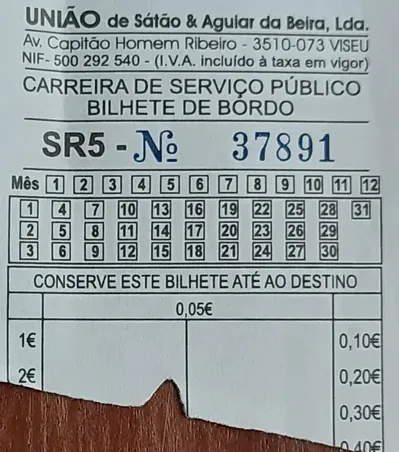 UNIÃO de Sátão & Aguiar da Beira, Lda.
Av. Capitão Homem Ribeiro - 3510-073 VISEU
NIF- 500 292 540 - (I.V.A. incluído à taxa em vigor)
CARREIRA DE SERVIÇO PÚBLICO
BILHETE DE BORDO
SR5 - Nº 37891
Mês 1 2 3 4 5 6 7 8 9 10 11 12
1 4 7 10 13 16 19 22 25 28 31
2 5 8 11 14 17 20 23 26 29
3 6 9 12 15 18 21 24 27 30
CONSERVE ESTE BILHETE ATÉ AO DESTINO
0,05€
1€ 0,10€
2€ 0,20€
0,30€
0,40€